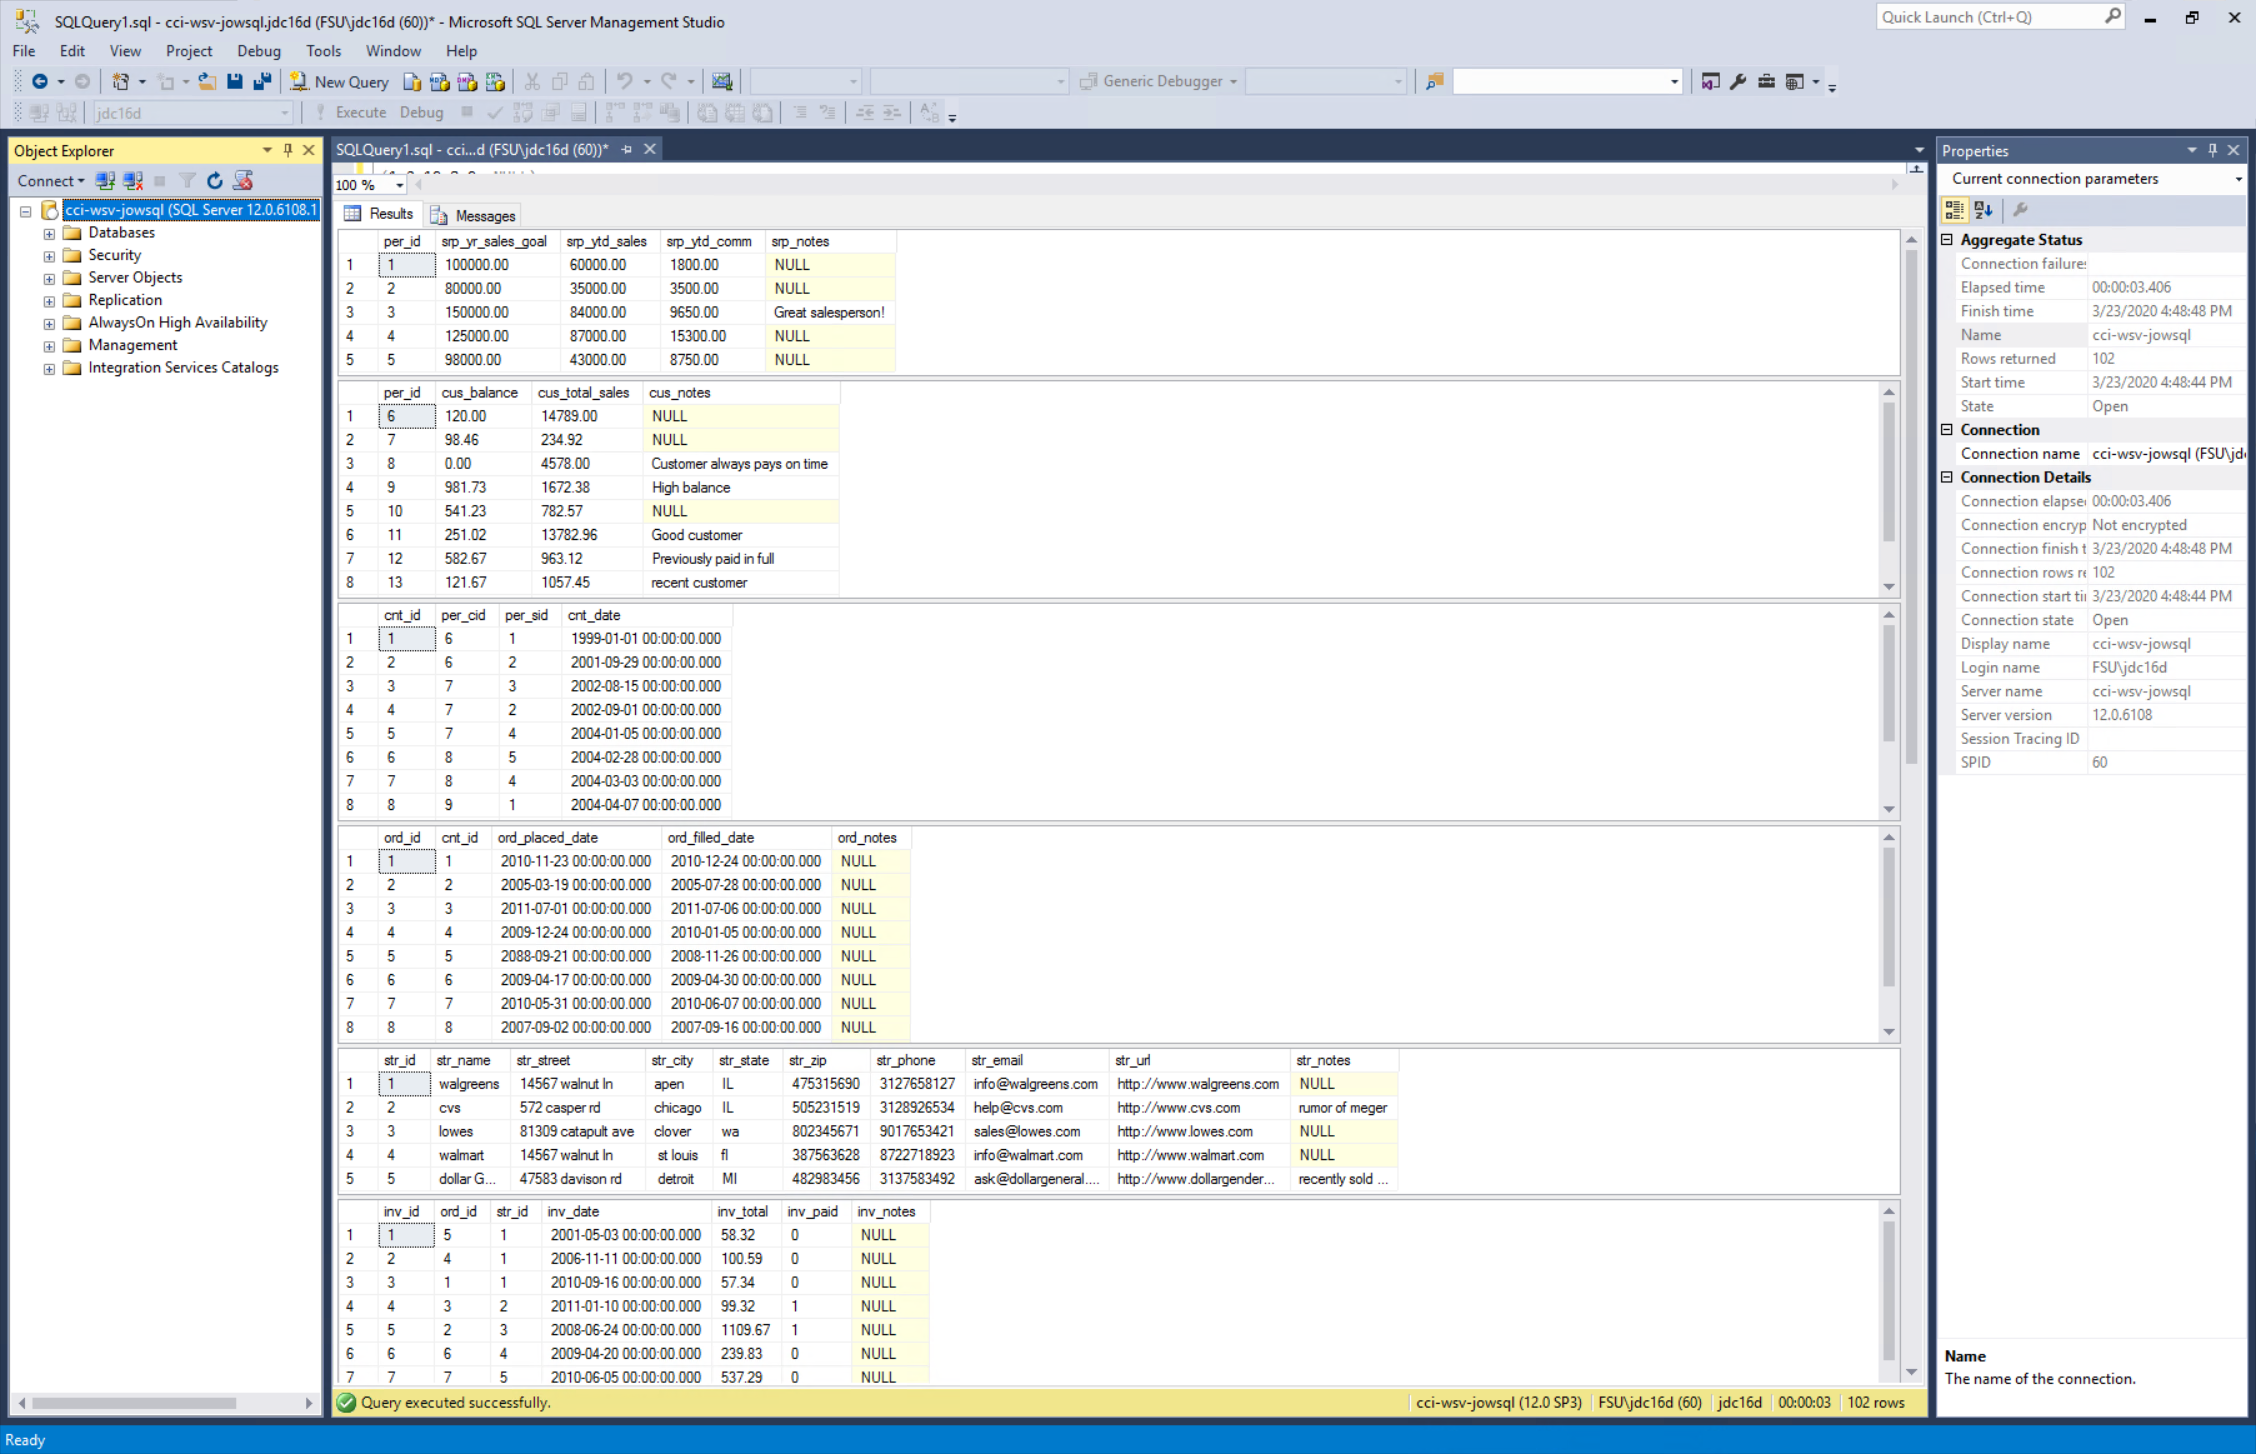 SQLQuery1.sql - cci-wsv-jowsql.jdc16d (FSU\jdc16d (60))* - Microsoft SQL Server Management Studio
Quick Launch (Ctrl+Q)
File Edit View Project Debug Tools Window Help
New Query Generic Debugger
jdc16d Execute Debug
Object Explorer
Connect
cci-wsv-jowsql (SQL Server 12.0.6108.1
Databases
Security
Server Objects
Replication
AlwaysOn High Availability
Management
Integration Services Catalogs
SQLQuery1.sql - cci...d (FSU\jdc16d (60))*
100 %
Results Messages
per_id srp_yr_sales_goal srp_ytd_sales srp_ytd_comm srp_notes
1 1 100000.00 60000.00 1800.00 NULL
2 2 80000.00 35000.00 3500.00 NULL
3 3 150000.00 84000.00 9650.00 Great salesperson!
4 4 125000.00 87000.00 15300.00 NULL
5 5 98000.00 43000.00 8750.00 NULL
per_id cus_balance cus_total_sales cus_notes
1 6 120.00 14789.00 NULL
2 7 98.46 234.92 NULL
3 8 0.00 4578.00 Customer always pays on time
4 9 981.73 1672.38 High balance
5 10 541.23 782.57 NULL
6 11 251.02 13782.96 Good customer
7 12 582.67 963.12 Previously paid in full
8 13 121.67 1057.45 recent customer
cnt_id per_cid per_sid cnt_date
1 1 6 1 1999-01-01 00:00:00.000
2 2 6 2 2001-09-29 00:00:00.000
3 3 7 3 2002-08-15 00:00:00.000
4 4 7 2 2002-09-01 00:00:00.000
5 5 7 4 2004-01-05 00:00:00.000
6 6 8 5 2004-02-28 00:00:00.000
7 7 8 4 2004-03-03 00:00:00.000
8 8 9 1 2004-04-07 00:00:00.000
ord_id cnt_id ord_placed_date ord_filled_date ord_notes
1 1 1 2010-11-23 00:00:00.000 2010-12-24 00:00:00.000 NULL
2 2 2 2005-03-19 00:00:00.000 2005-07-28 00:00:00.000 NULL
3 3 3 2011-07-01 00:00:00.000 2011-07-06 00:00:00.000 NULL
4 4 4 2009-12-24 00:00:00.000 2010-01-05 00:00:00.000 NULL
5 5 5 2088-09-21 00:00:00.000 2008-11-26 00:00:00.000 NULL
6 6 6 2009-04-17 00:00:00.000 2009-04-30 00:00:00.000 NULL
7 7 7 2010-05-31 00:00:00.000 2010-06-07 00:00:00.000 NULL
8 8 8 2007-09-02 00:00:00.000 2007-09-16 00:00:00.000 NULL
str_id str_name str_street str_city str_state str_zip str_phone str_email str_url str_notes
1 1 walgreens 14567 walnut ln apen IL 475315690 3127658127 info@walgreens.com http://www.walgreens.com NULL
2 2 cvs 572 casper rd chicago IL 505231519 3128926534 help@cvs.com http://www.cvs.com rumor of meger
3 3 lowes 81309 catapult ave clover wa 802345671 9017653421 sales@lowes.com http://www.lowes.com NULL
4 4 walmart 14567 walnut ln st louis fl 387563628 8722718923 info@walmart.com http://www.walmart.com NULL
5 5 dollar G... 47583 davison rd detroit MI 482983456 3137583492 ask@dollargeneral.... http://www.dollargender... recently sold ...
inv_id ord_id str_id inv_date inv_total inv_paid inv_notes
1 1 5 1 2001-05-03 00:00:00.000 58.32 0 NULL
2 2 4 1 2006-11-11 00:00:00.000 100.59 0 NULL
3 3 1 1 2010-09-16 00:00:00.000 57.34 0 NULL
4 4 3 2 2011-01-10 00:00:00.000 99.32 1 NULL
5 5 2 3 2008-06-24 00:00:00.000 1109.67 1 NULL
6 6 6 4 2009-04-20 00:00:00.000 239.83 0 NULL
7 7 7 5 2010-06-05 00:00:00.000 537.29 0 NULL
Query executed successfully. cci-wsv-jowsql (12.0 SP3) FSU\jdc16d (60) jdc16d 00:00:03 102 rows
Properties
Current connection parameters
Aggregate Status
Connection failures
Elapsed time 00:00:03.406
Finish time 3/23/2020 4:48:48 PM
Name cci-wsv-jowsql
Rows returned 102
Start time 3/23/2020 4:48:44 PM
State Open
Connection
Connection name cci-wsv-jowsql (FSU\jd
Connection Details
Connection elapse 00:00:03.406
Connection encryp Not encrypted
Connection finish t 3/23/2020 4:48:48 PM
Connection rows re 102
Connection start ti 3/23/2020 4:48:44 PM
Connection state Open
Display name cci-wsv-jowsql
Login name FSU\jdc16d
Server name cci-wsv-jowsql
Server version 12.0.6108
Session Tracing ID
SPID 60
Name
The name of the connection.
Ready